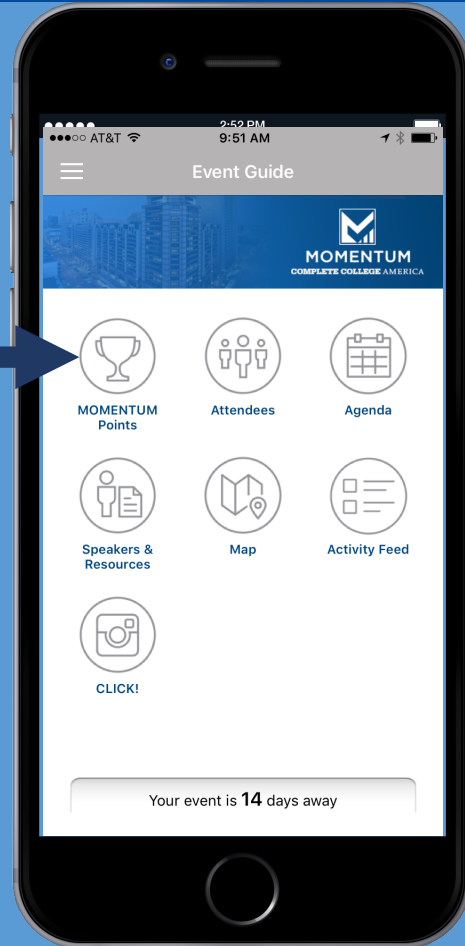 2:52 PM
AT&T 9:51 AM
Event Guide
MOMENTUM
COMPLETE COLLEGE AMERICA
MOMENTUM Points
Attendees
Agenda
Speakers & Resources
Map
Activity Feed
CLICK!
Your event is 14 days away